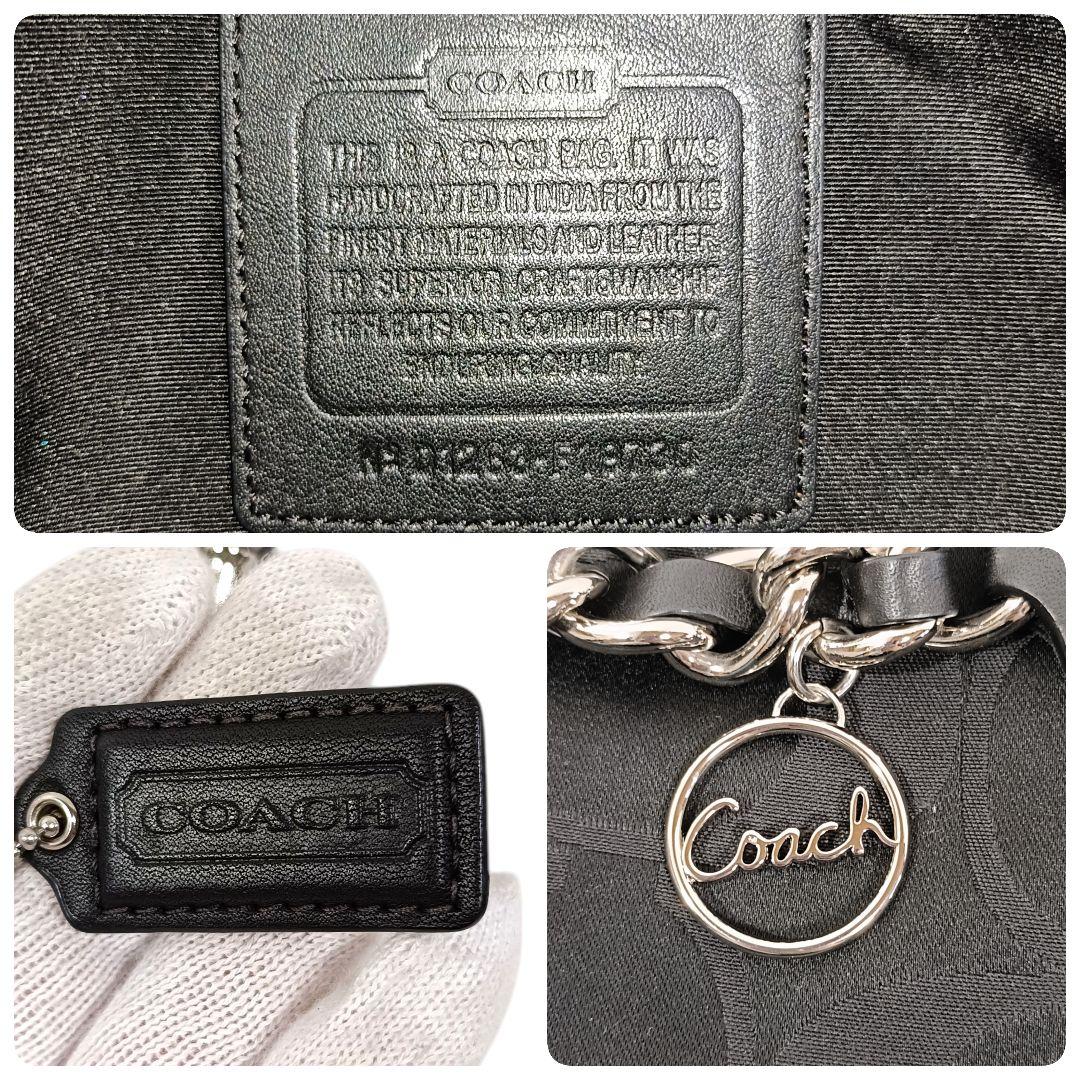 COACH
THIS IS A COACH BAG. IT WAS
HANDCRAFTED IN INDIA FROM THE
FINEST MATERIALS AND LEATHER.
ITS SUPERIOR CRAFTSMANSHIP
REFLECTS OUR COMMITMENT TO
ENDURING QUALITY.
F18735
COACH
Coach